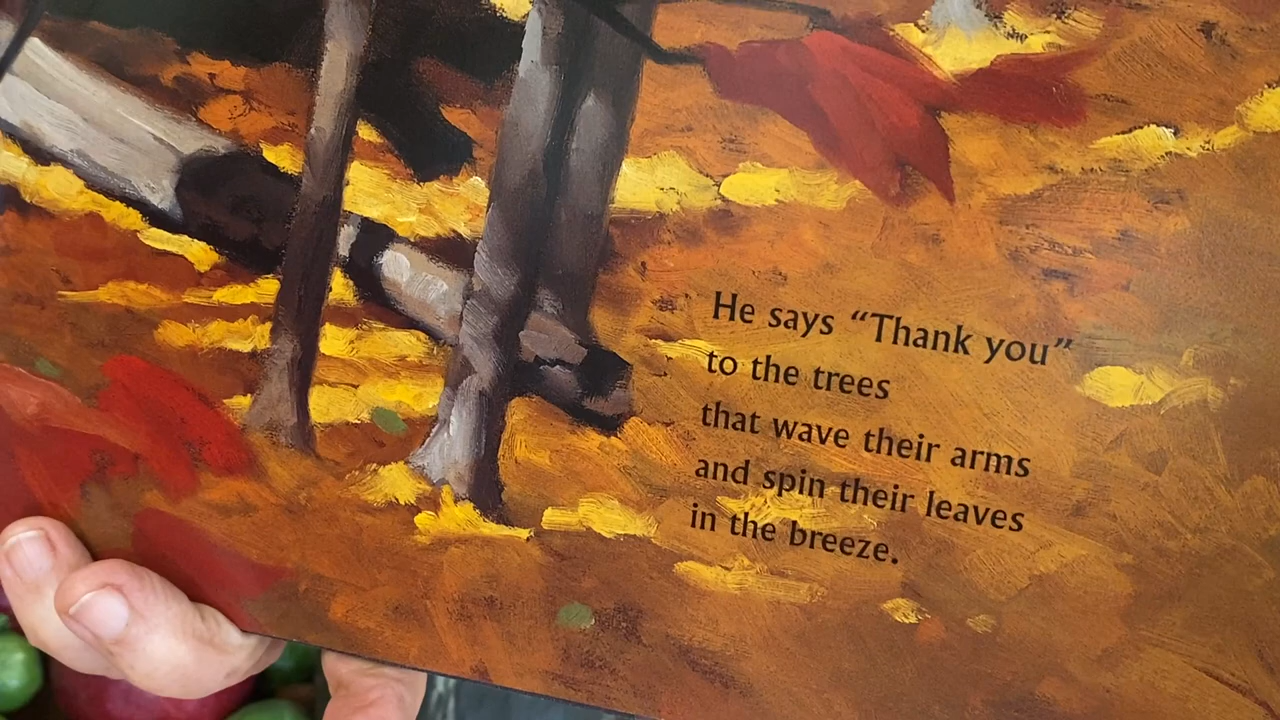 He says “Thank you”
to the trees
that wave their arms
and spin their leaves
in the breeze.